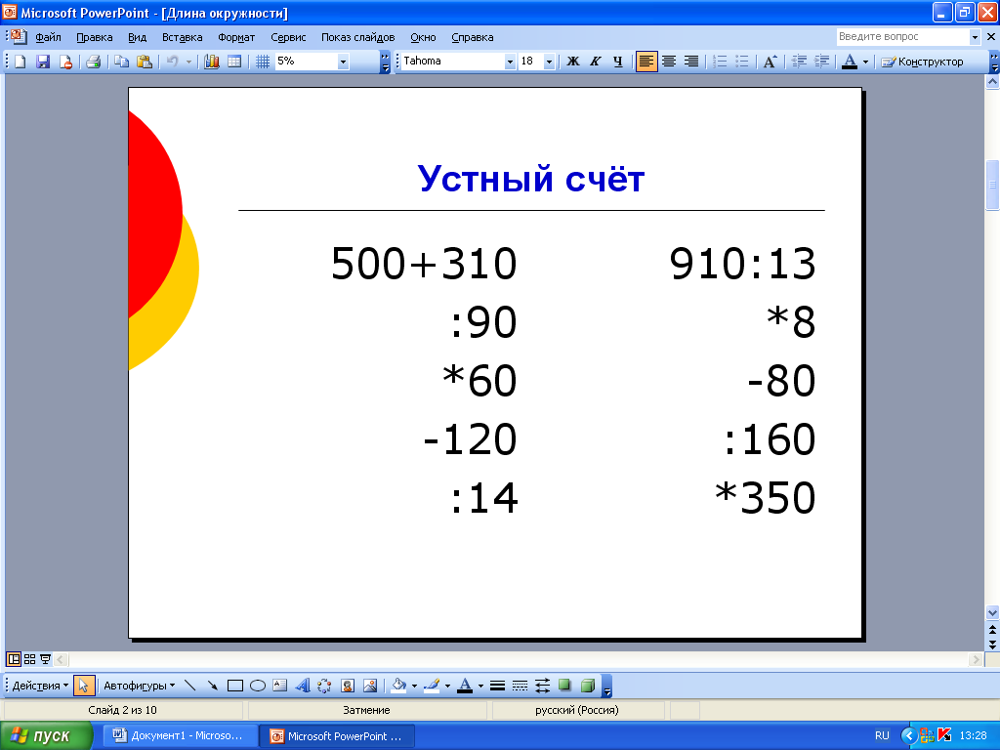 Microsoft PowerPoint - [Длина окружности]
Файл Правка Вид Вставка Формат Сервис Показ слайдов Окно Справка Введите вопрос
5% Tahoma 18 Ж К Ч А А Конструктор
Устный счёт
500+310 910:13
:90 *8
*60 -80
-120 :160
:14 *350
Действия Автофигуры А
Слайд 2 из 10 Затмение русский (Россия)
пуск Документ1 - Microso... Microsoft PowerPoint ... RU 13:28